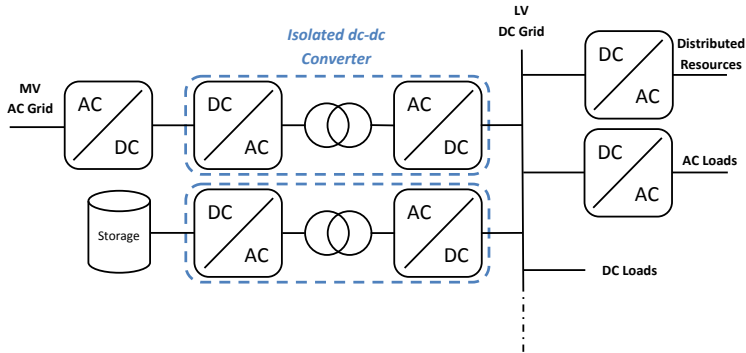 Isolated dc-dc
Converter
LV
DC Grid
MV
AC Grid
AC
DC
DC
AC
AC
DC
DC
AC
Distributed
Resources
DC
AC
AC Loads
Storage
DC
AC
AC
DC
DC Loads